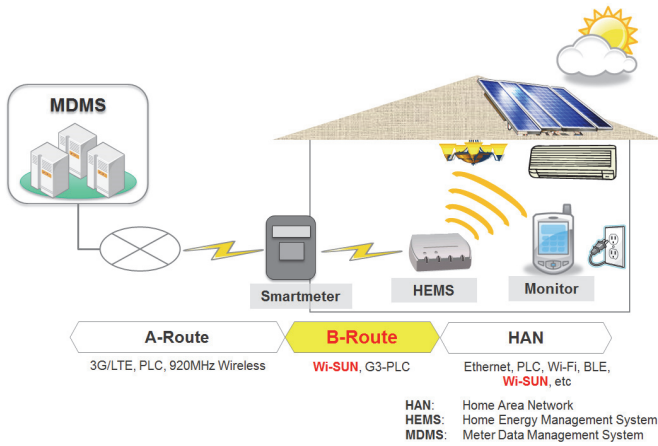 MDMS
Smartmeter
HEMS
Monitor
A-Route
B-Route
HAN
3G/LTE, PLC, 920MHz Wireless
Wi-SUN, G3-PLC
Ethernet, PLC, Wi-Fi, BLE,
Wi-SUN, etc
HAN: Home Area Network
HEMS: Home Energy Management System
MDMS: Meter Data Management System